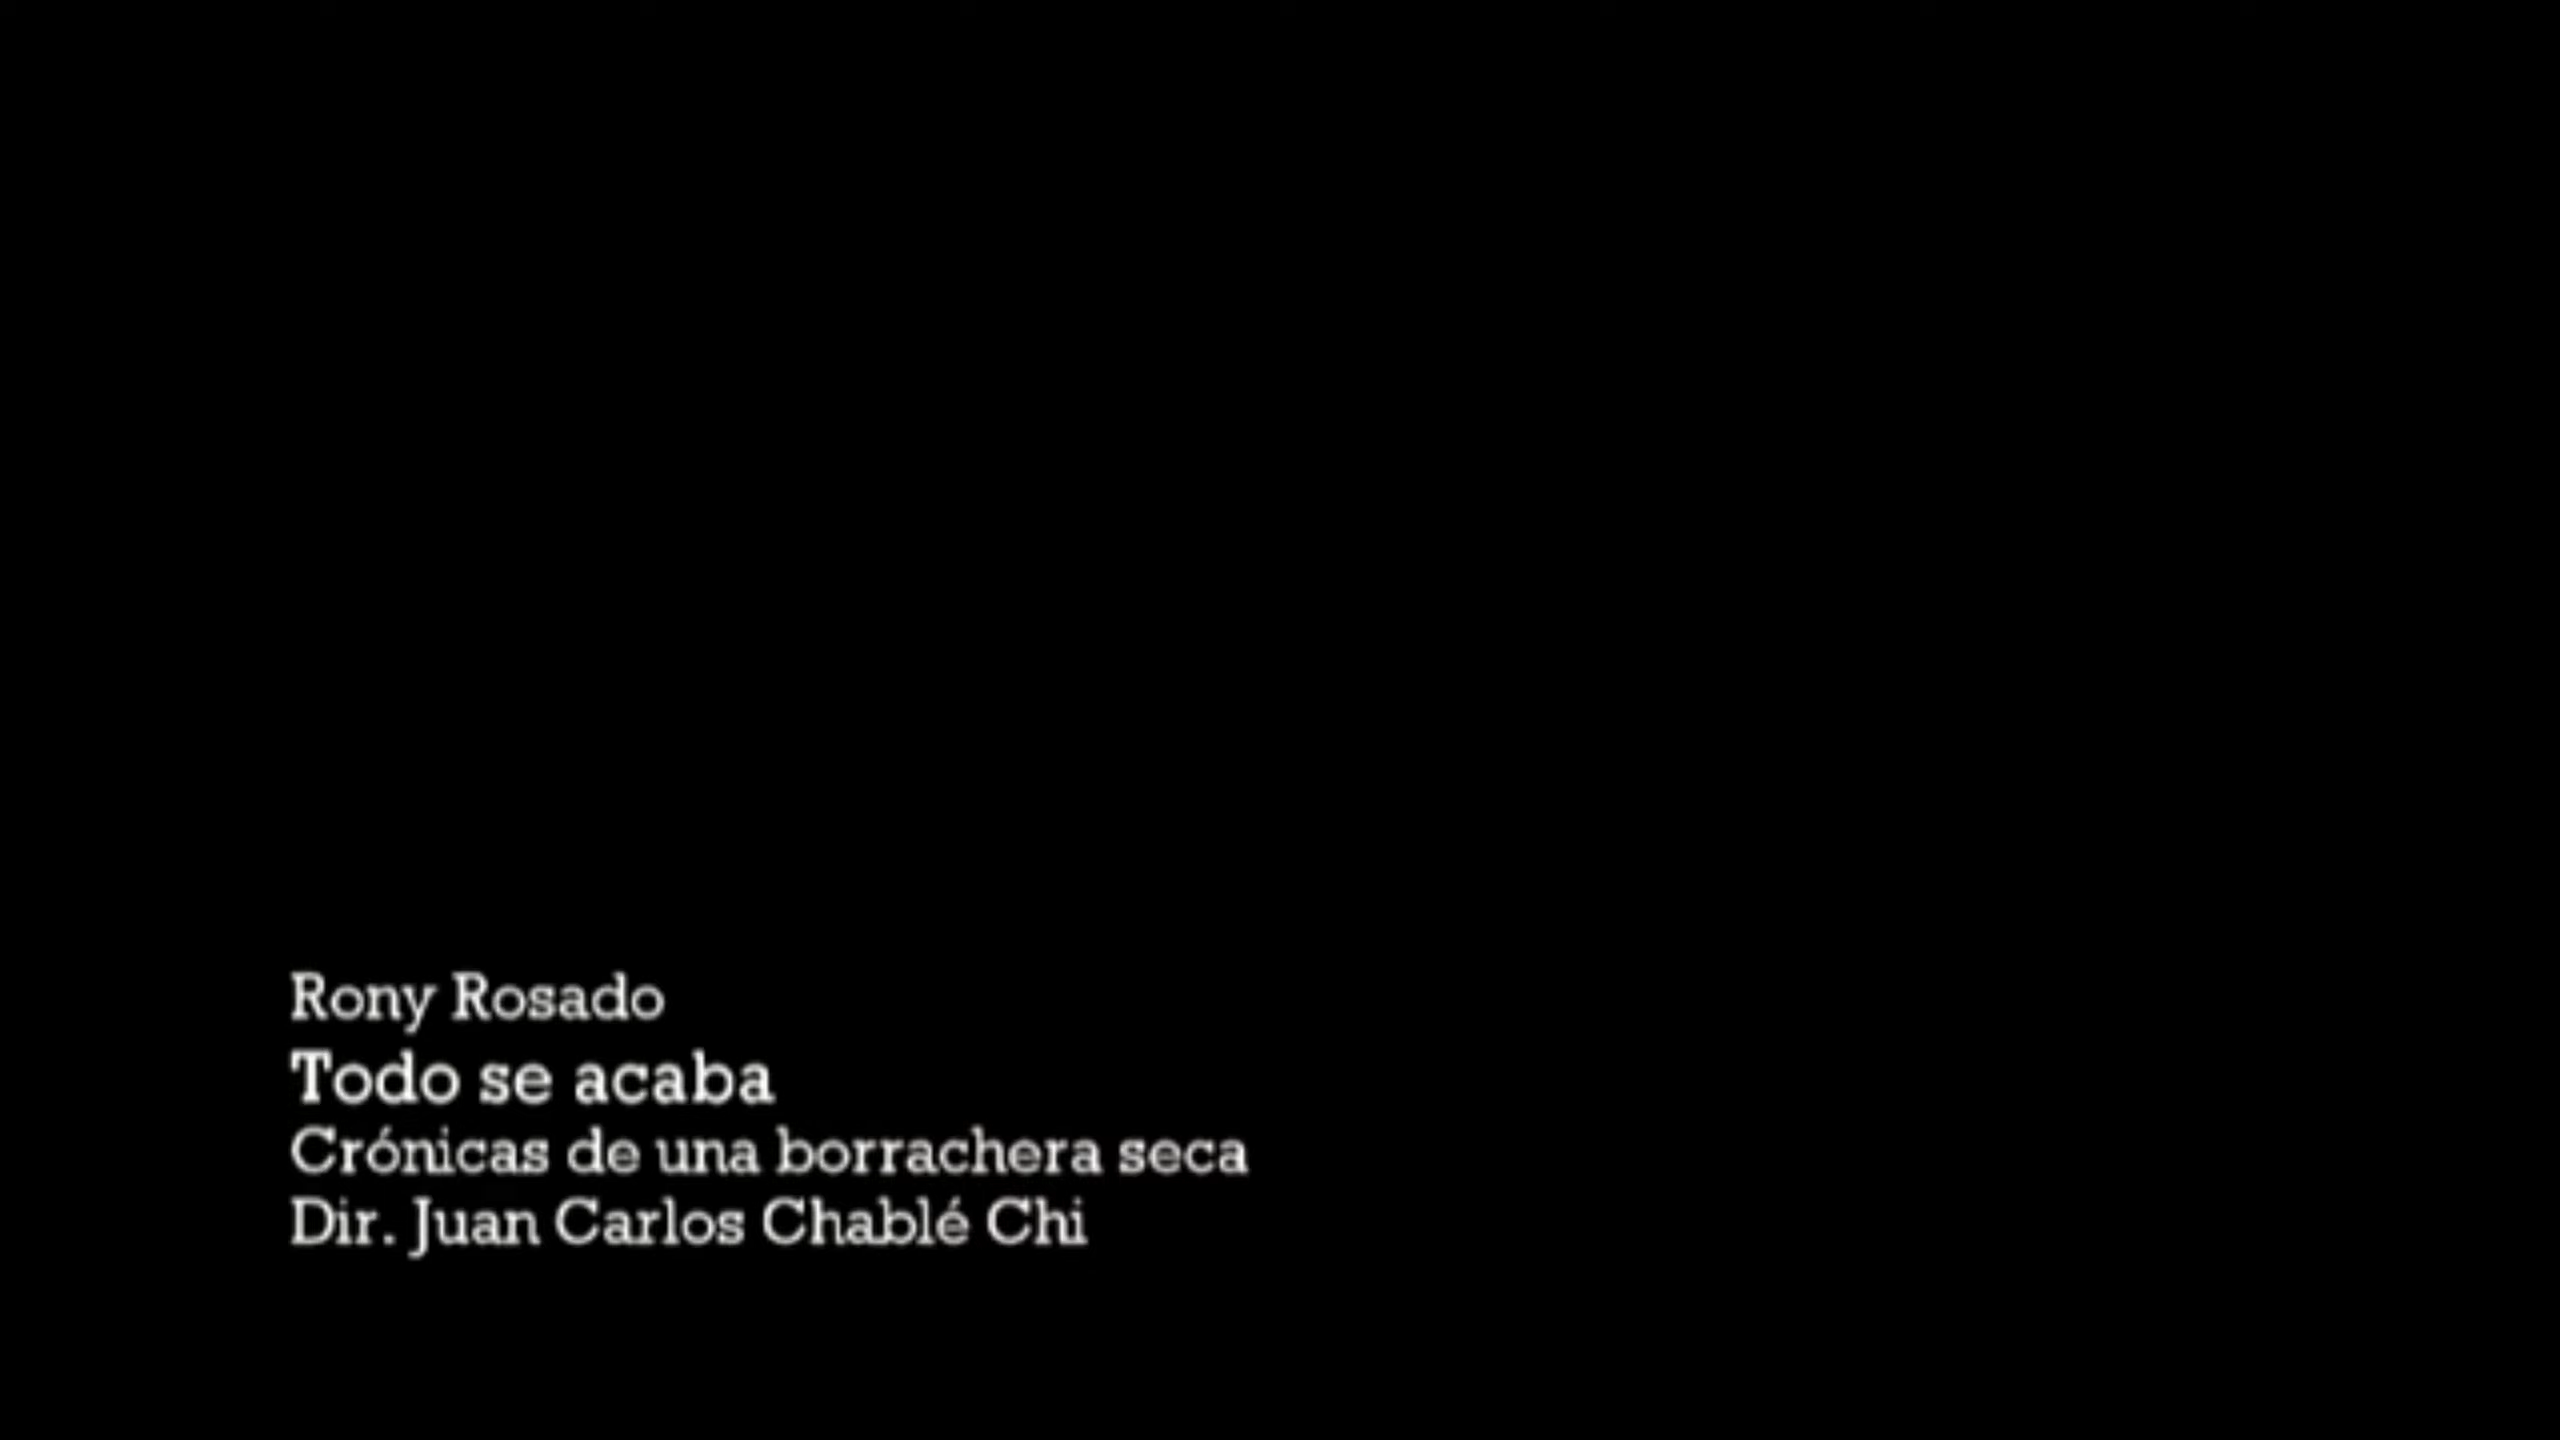 Rony Rosado
Todo se acaba
Crónicas de una borrachera seca
Dir. Juan Carlos Chablé Chi